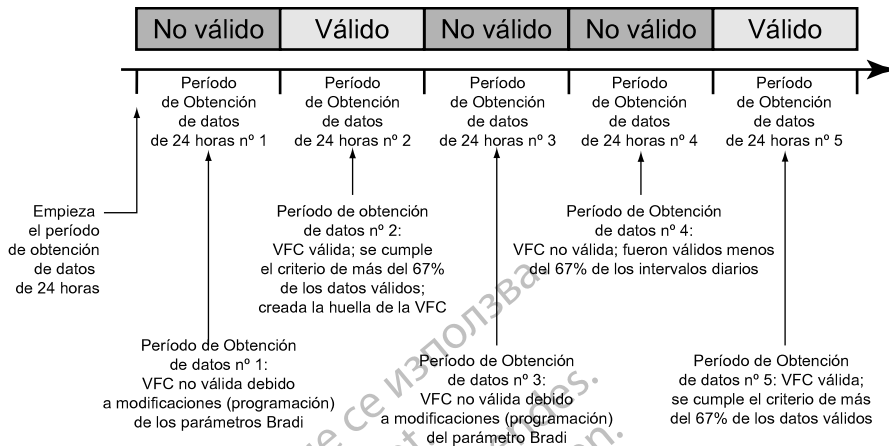 No válido
Válido
No válido
No válido
Válido
Período
de Obtención
de datos
de 24 horas nº 1
Período
de Obtención
de datos
de 24 horas nº 2
Período
de Obtención
de datos
de 24 horas nº 3
Período
de Obtención
de datos
de 24 horas nº 4
Período
de Obtención
de datos
de 24 horas nº 5
Empieza
el período
de obtención
de datos
de 24 horas
Período de obtención
de datos nº 2:
VFC válida; se cumple
el criterio de más del 67%
de los datos válidos;
creada la huella de la VFC
Período de Obtención
de datos nº 4:
VFC no válida; fueron válidos menos
del 67% de los intervalos diarios
Período de Obtención
de datos nº 1:
VFC no válida debido
a modificaciones (programación)
de los parámetros Bradi
Período de Obtención
de datos nº 3:
VFC no válida debido
a modificaciones (programación)
del parámetro Bradi
Período de Obtención
de datos nº 5: VFC válida;
se cumple el criterio de más
del 67% de los datos válidos
се използва.